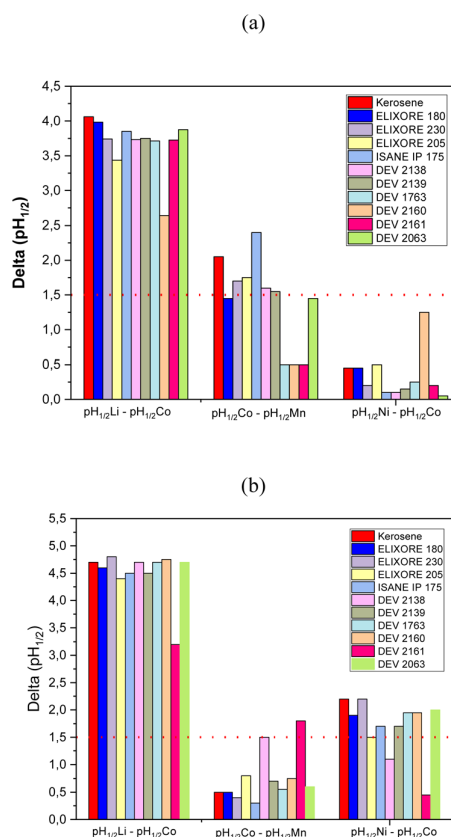 (a)
Delta (pH1/2)
4,5
4,0
3,5
3,0
2,5
2,0
1,5
1,0
0,5
0,0
Kerosene
ELIXORE 180
ELIXORE 230
ELIXORE 205
ISANE IP 175
DEV 2138
DEV 2139
DEV 1763
DEV 2160
DEV 2161
DEV 2063
pH1/2Li - pH1/2Co pH1/2Co - pH1/2Mn pH1/2Ni - pH1/2Co
(b)
Delta (pH1/2)
5,5
5,0
4,5
4,0
3,5
3,0
2,5
2,0
1,5
1,0
0,5
0,0
Kerosene
ELIXORE 180
ELIXORE 230
ELIXORE 205
ISANE IP 175
DEV 2138
DEV 2139
DEV 1763
DEV 2160
DEV 2161
DEV 2063
pH1/2Li - pH1/2Co pH1/2Co - pH1/2Mn pH1/2Ni - pH1/2Co